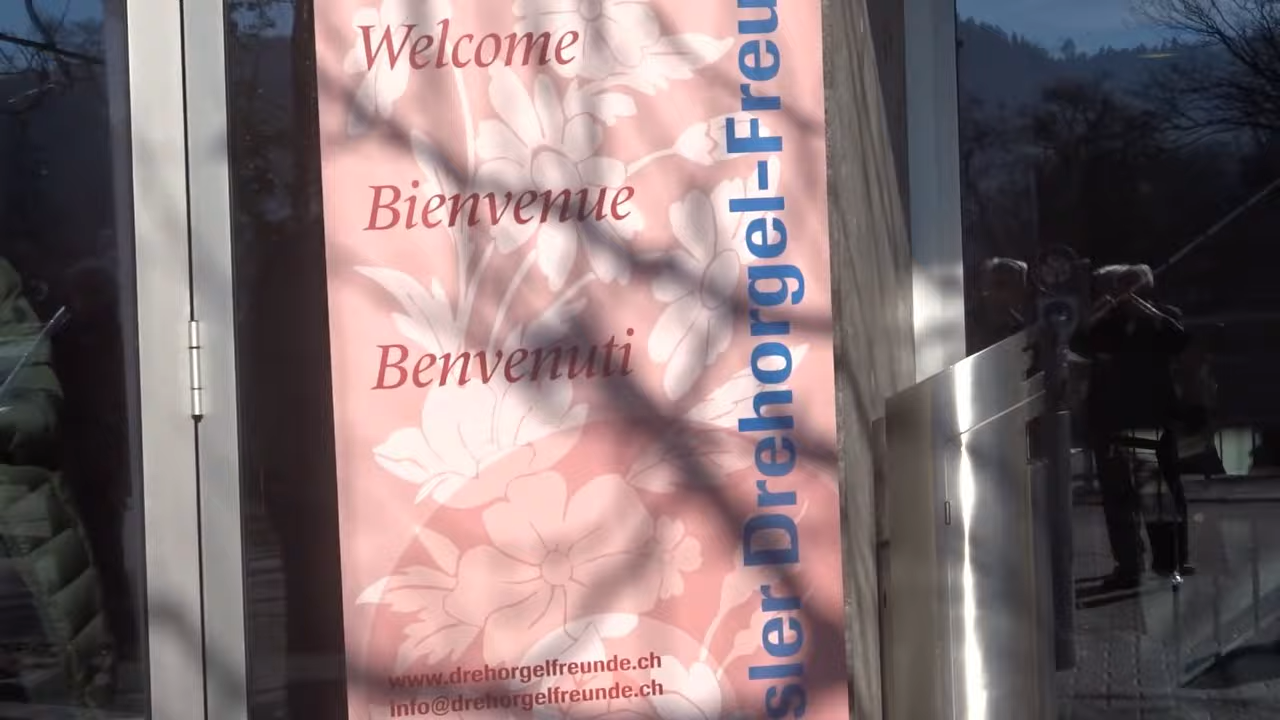 Welcome
Bienvenue
Benvenuti
www.drehorgelfreunde.ch
info@drehorgelfreunde.ch
sler Drehorgel-Freu